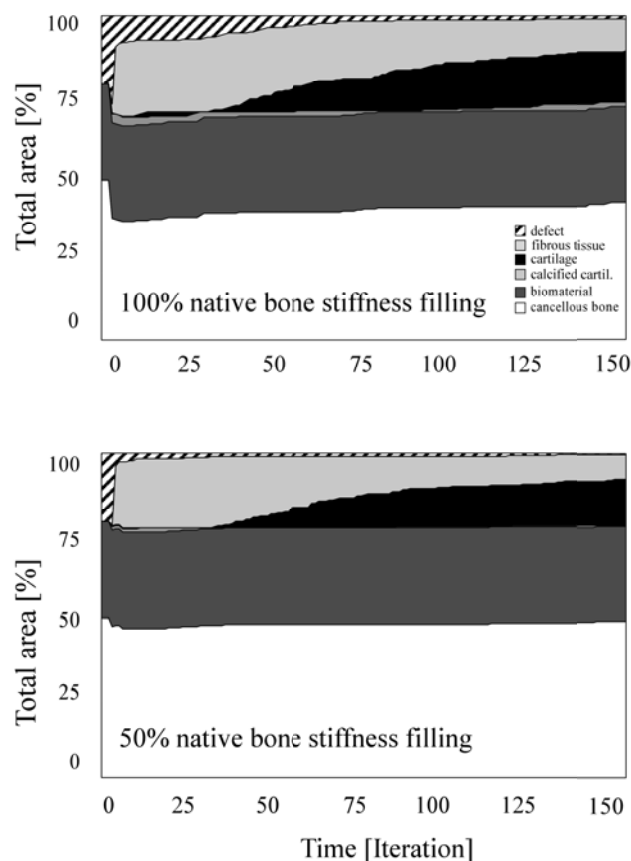 100
75
50
25
0
Total area [%]
defect
fibrous tissue
cartilage
calcified cartil.
biomaterial
cancellous bone
100% native bone stiffness filling
0 25 50 75 100 125 150
100
75
50
25
0
Total area [%]
50% native bone stiffness filling
0 25 50 75 100 125 150
Time [Iteration]